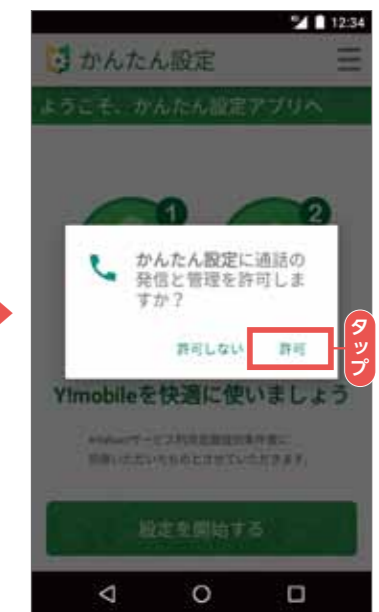 12:34
かんたん設定
ようこそ、かんたん設定アプリへ
1
2
かんたん設定に通話の
発信と管理を許可しま
すか？
許可しない
許可
タップ
Y!mobileを快適に使いましょう
設定を開始する